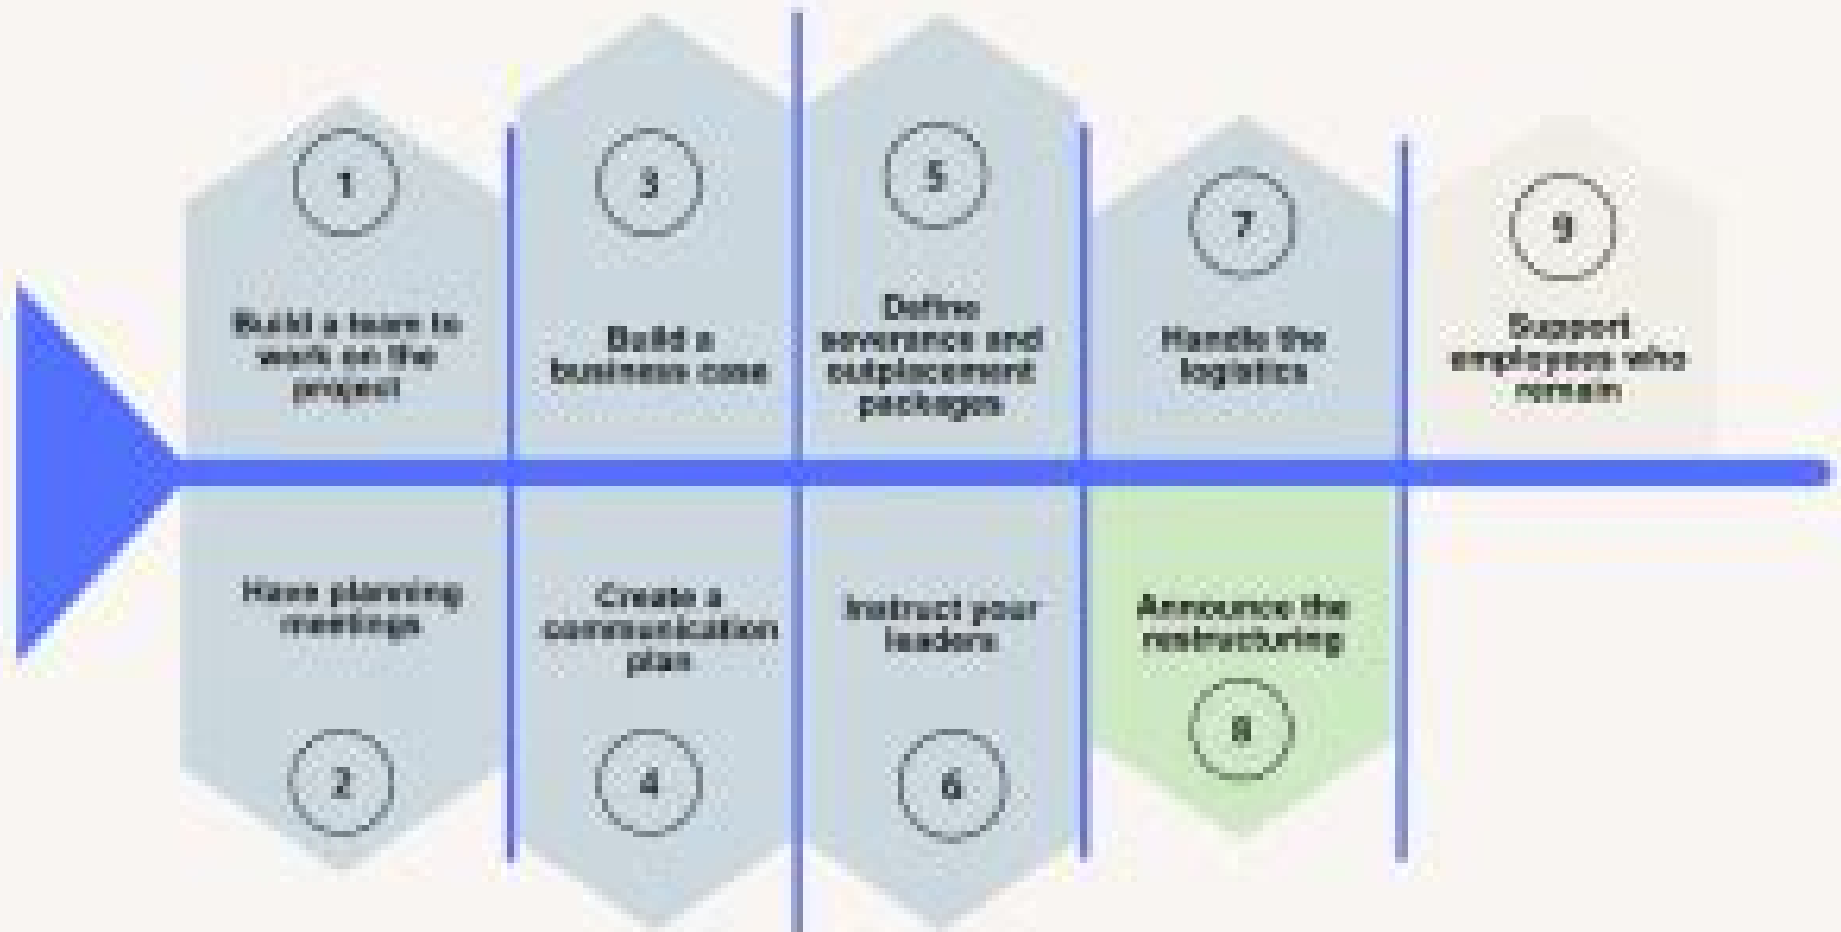 1
Build a team to
work on the
project
2
Have planning
meetings
3
Build a
business case
4
Create a
communication
plan
5
Define
severance and
outplacement
packages
6
Instruct your
leaders
7
Handle the
logistics
8
Announce the
restructuring
9
Support
employees who
remain